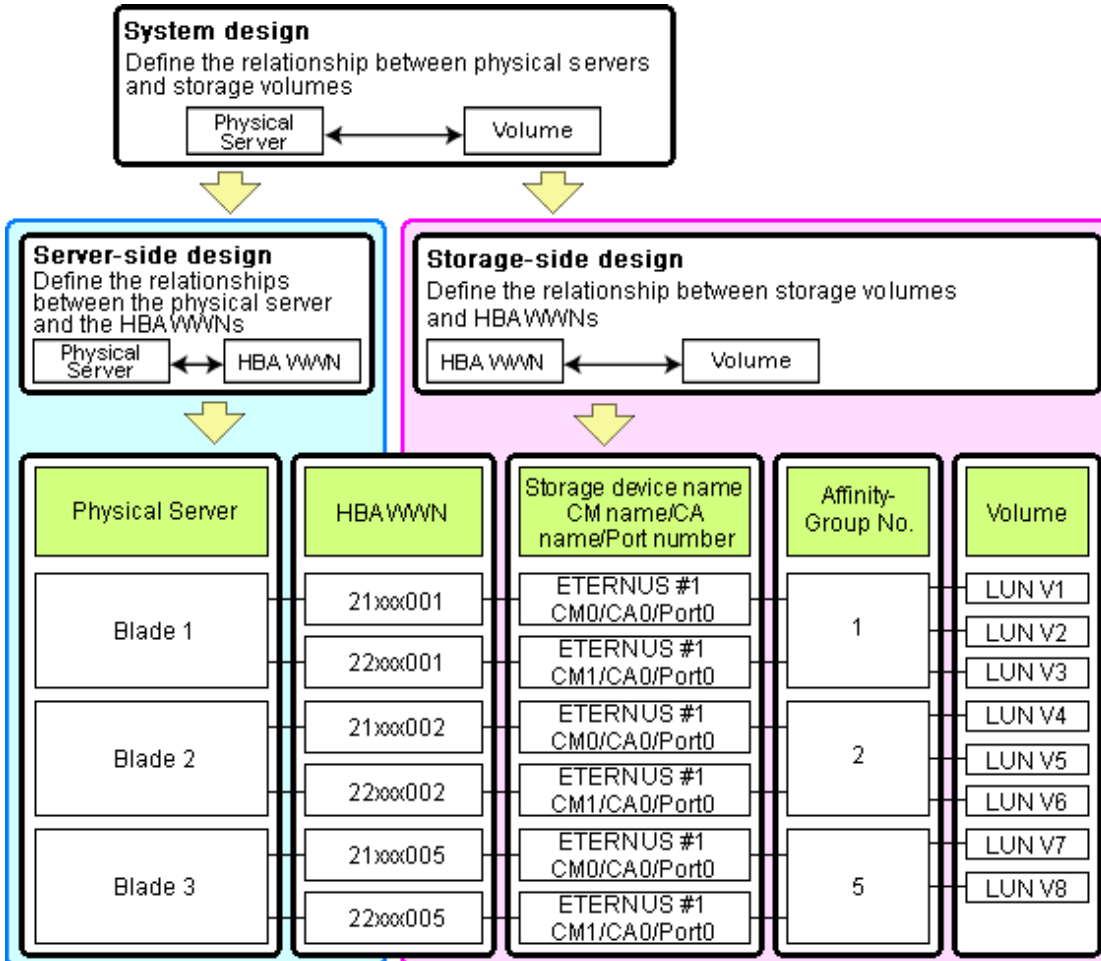 System design
Define the relationship between physical servers
and storage volumes
Physical
Server
Volume
Server-side design
Define the relationships
between the physical server
and the HBAWWNs
Physical
Server
HBA WWN
Storage-side design
Define the relationship between storage volumes
and HBAWWNs
HBA WWN
Volume
Physical Server
HBAWWN
Storage device name
CM name/CA
name/Port number
Affinity-
Group No.
Volume
Blade 1
21xxx001
22xxx001
ETERNUS #1
CM0/CA0/Port0
ETERNUS #1
CM1/CA0/Port0
1
LUN V1
LUN V2
LUN V3
Blade 2
21xxx002
22xxx002
ETERNUS #1
CM0/CA0/Port0
ETERNUS #1
CM1/CA0/Port0
2
LUN V4
LUN V5
LUN V6
Blade 3
21xxx005
22xxx005
ETERNUS #1
CM0/CA0/Port0
ETERNUS #1
CM1/CA0/Port0
5
LUN V7
LUN V8